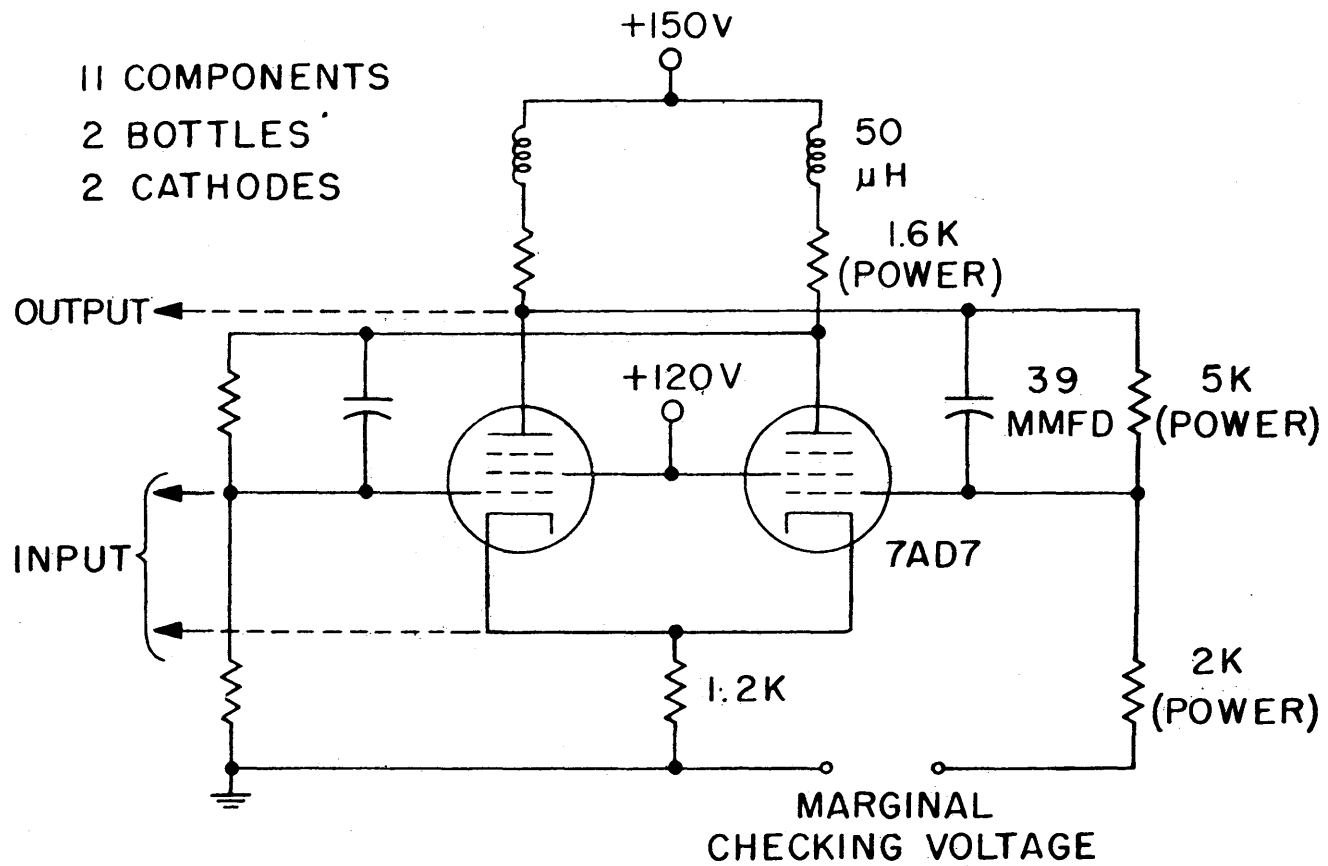 +150V
11 COMPONENTS
2 BOTTLES
2 CATHODES
50
μH
1.6K
(POWER)
OUTPUT
+120V
39
MMFD
5K
(POWER)
INPUT
7AD7
1.2K
2K
(POWER)
MARGINAL
CHECKING VOLTAGE